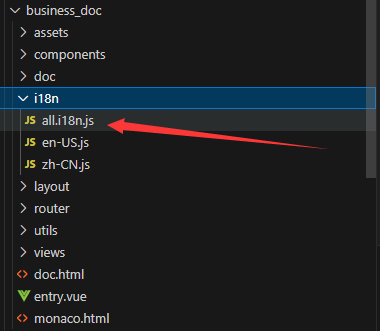 business_doc
assets
components
doc
i18n
JS all.i18n.js
JS en-US.js
JS zh-CN.js
layout
router
utils
views
<> doc.html
entry.vue
<> monaco.html